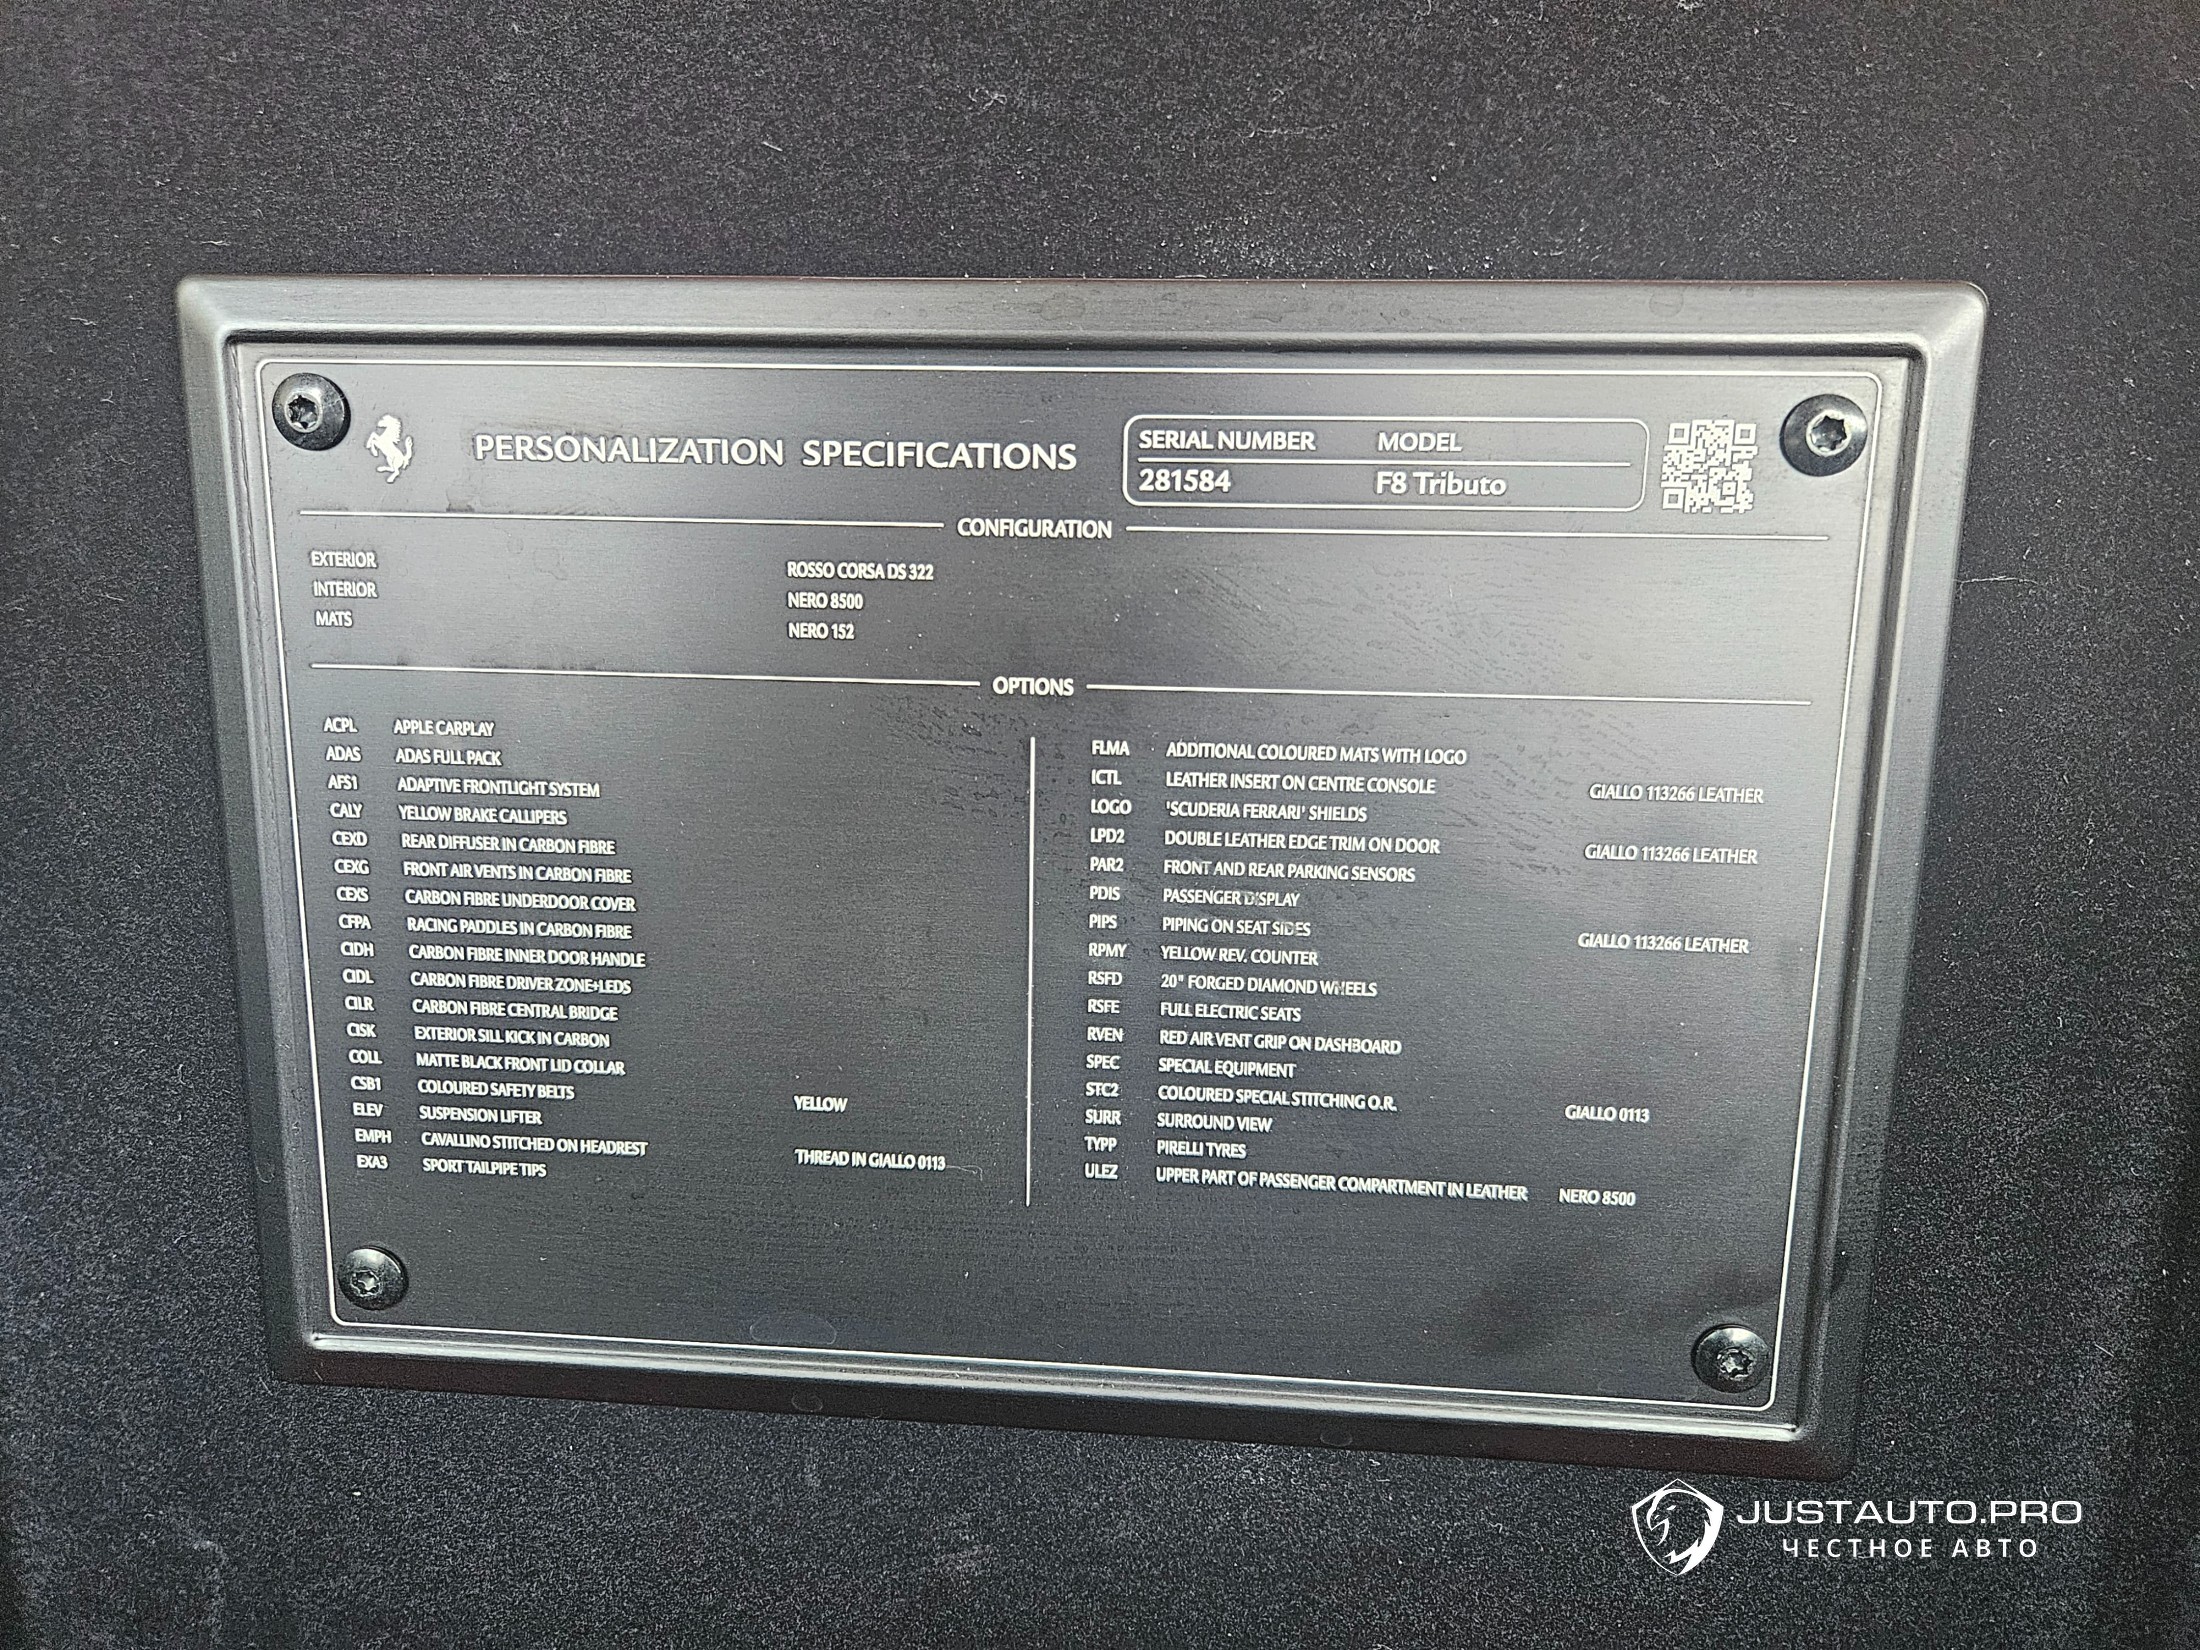 PERSONALIZATION SPECIFICATIONS
SERIAL NUMBER MODEL
281584 F8 Tributo
CONFIGURATION
EXTERIOR ROSSO CORSA DS 322
INTERIOR NERO 8500
MATS NERO 152
OPTIONS
ACPL APPLE CARPLAY
ADAS ADAS FULL PACK
AFS1 ADAPTIVE FRONTLIGHT SYSTEM
CALY YELLOW BRAKE CALLIPERS
CEXD REAR DIFFUSER IN CARBON FIBRE
CEXG FRONT AIR VENTS IN CARBON FIBRE
CEXS CARBON FIBRE UNDERDOOR COVER
CFPA RACING PADDLES IN CARBON FIBRE
CIDH CARBON FIBRE INNER DOOR HANDLE
CIDL CARBON FIBRE DRIVER ZONE+LEDS
CILR CARBON FIBRE CENTRAL BRIDGE
CISK EXTERIOR SILL KICK IN CARBON
COLL MATTE BLACK FRONT LID COLLAR
CSB1 COLOURED SAFETY BELTS YELLOW
ELEV SUSPENSION LIFTER
EMPH CAVALLINO STITCHED ON HEADREST THREAD IN GIALLO 0113
EXA3 SPORT TAILPIPE TIPS
FLMA ADDITIONAL COLOURED MATS WITH LOGO
ICTL LEATHER INSERT ON CENTRE CONSOLE GIALLO 113266 LEATHER
LOGO 'SCUDERIA FERRARI' SHIELDS
LPD2 DOUBLE LEATHER EDGE TRIM ON DOOR GIALLO 113266 LEATHER
PAR2 FRONT AND REAR PARKING SENSORS
PDIS PASSENGER DISPLAY
PIPS PIPING ON SEAT SIDES GIALLO 113266 LEATHER
RPMY YELLOW REV. COUNTER
RSFD 20" FORGED DIAMOND WHEELS
RSFE FULL ELECTRIC SEATS
RVEN RED AIR VENT GRIP ON DASHBOARD
SPEC SPECIAL EQUIPMENT
STC2 COLOURED SPECIAL STITCHING O.R. GIALLO 0113
SURR SURROUND VIEW
TYPP PIRELLI TYRES
ULEZ UPPER PART OF PASSENGER COMPARTMENT IN LEATHER NERO 8500
JUSTAUTO.PRO
ЧЕСТНОЕ АВТО